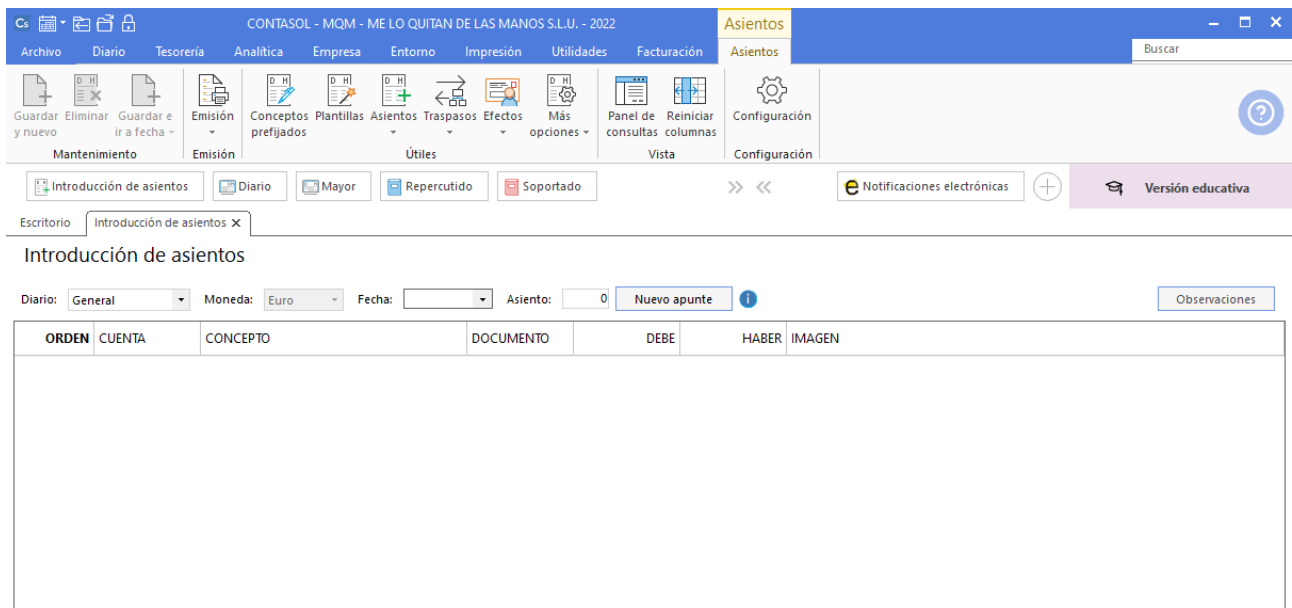 Cs CONTASOL - MQM - ME LO QUITAN DE LAS MANOS S.L.U. - 2022 Asientos
Archivo Diario Tesorería Analítica Empresa Entorno Impresión Utilidades Facturación Asientos Buscar
Guardar y nuevo Eliminar Guardar e ir a fecha Emisión Conceptos prefijados Plantillas Asientos Traspasos Efectos Más opciones Panel de consultas Reiniciar columnas Configuración
Mantenimiento Emisión Útiles Vista Configuración
Introducción de asientos Diario Mayor Repercutido Soportado Notificaciones electrónicas Versión educativa
Escritorio Introducción de asientos X
Introducción de asientos
Diario: General Moneda: Euro Fecha: Asiento: 0 Nuevo apunte Observaciones
ORDEN CUENTA CONCEPTO DOCUMENTO DEBE HABER IMAGEN